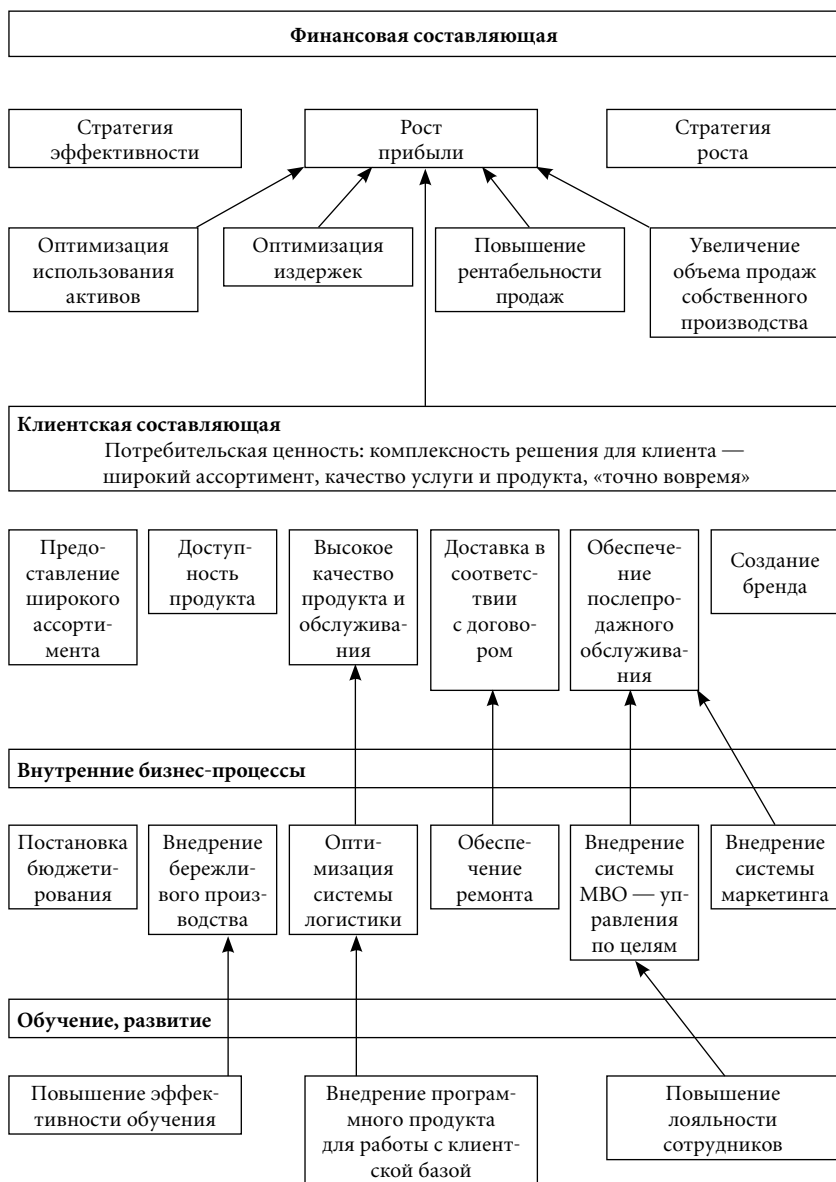 Финансовая составляющая
Стратегия
эффективности
Рост
прибыли
Стратегия
роста
Оптимизация
использования
активов
Оптимизация
издержек
Повышение
рентабельности
продаж
Увеличение
объема продаж
собственного
производства
Клиентская составляющая
Потребительская ценность: комплексность решения для клиента —
широкий ассортимент, качество услуги и продукта, «точно вовремя»
Предо-
ставление
широкого
ассорти-
мента
Доступ-
ность
продукта
Высокое
качество
продукта и
обслужива-
ния
Доставка в
соответс-
твии
с догово-
ром
Обеспече-
ние
послепро-
дажного
обслужива-
ния
Создание
бренда
Внутренние бизнес-процессы
Постановка
бюджети-
рования
Внедрение
бережли-
вого произ-
водства
Опти-
мизация
системы
логистики
Обеспе-
чение
ремонта
Внедрение
системы
МВО — уп-
равления
по целям
Внедрение
системы
маркетинга
Обучение, развитие
Повышение эффек-
тивности обучения
Внедрение програм-
много продукта
для работы с клиент-
ской базой
Повышение
лояльности
сотрудников